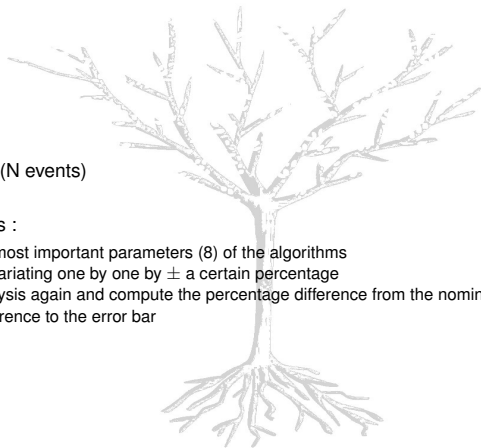 (N events)
s :
most important parameters (8) of the algorithms
ariating one by one by ± a certain percentage
lysis again and compute the percentage difference from the nomin
rence to the error bar